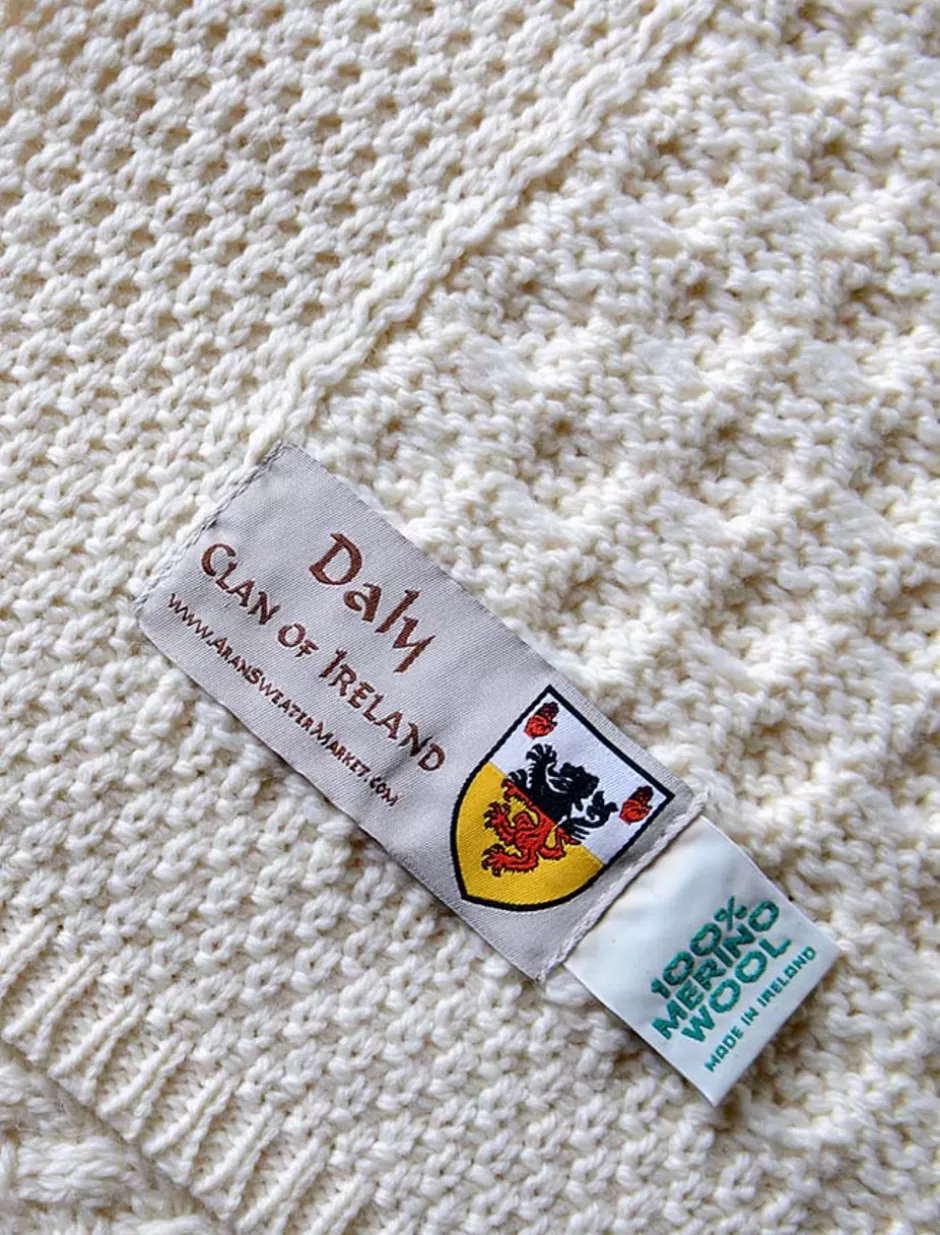 Daly
Clan Of Ireland
www.AranSweaterMarket.com
100%
MERINO
WOOL
MADE IN IRELAND